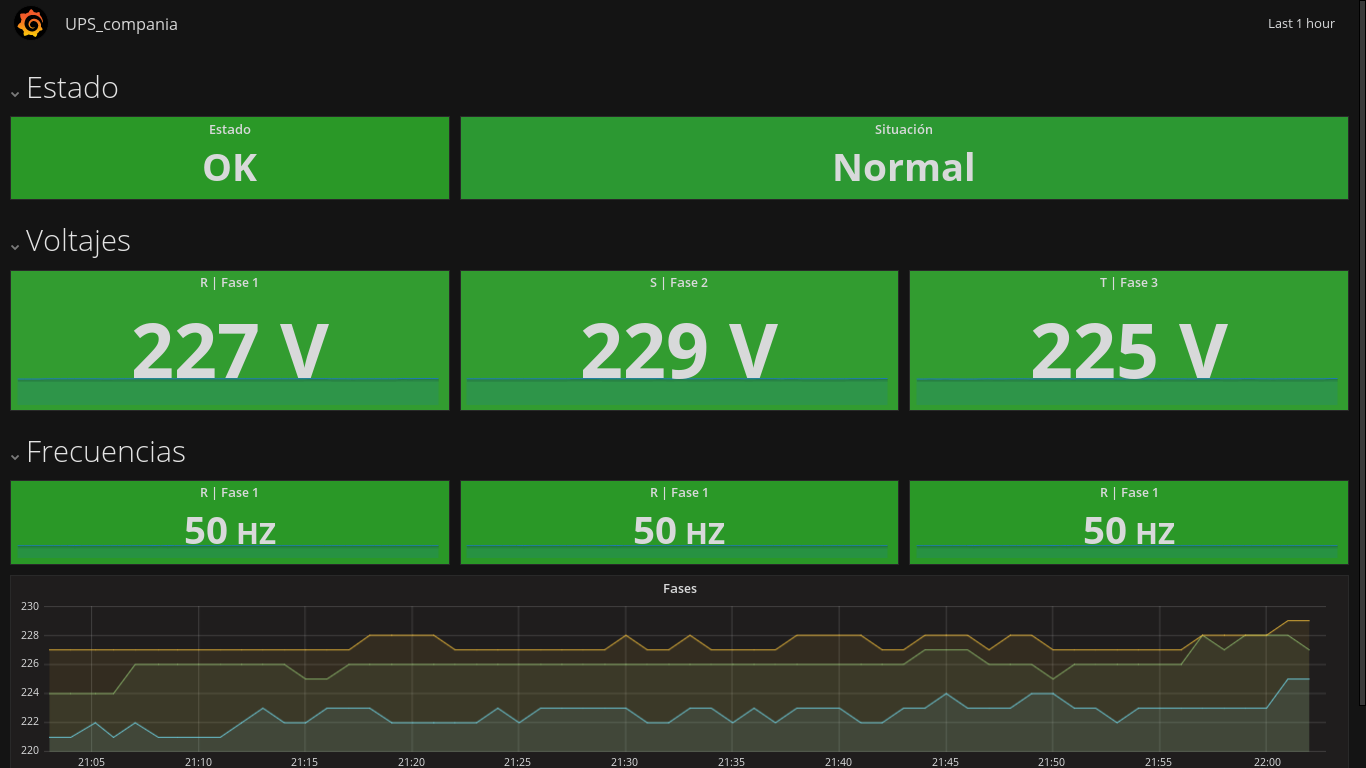 UPS_compania
Last 1 hour
Estado
Estado
OK
Situación
Normal
Voltajes
R | Fase 1
227 V
S | Fase 2
229 V
T | Fase 3
225 V
Frecuencias
R | Fase 1
50 HZ
R | Fase 1
50 HZ
R | Fase 1
50 HZ
Fases
230
228
226
224
222
220
21:05 21:10 21:15 21:20 21:25 21:30 21:35 21:40 21:45 21:50 21:55 22:00